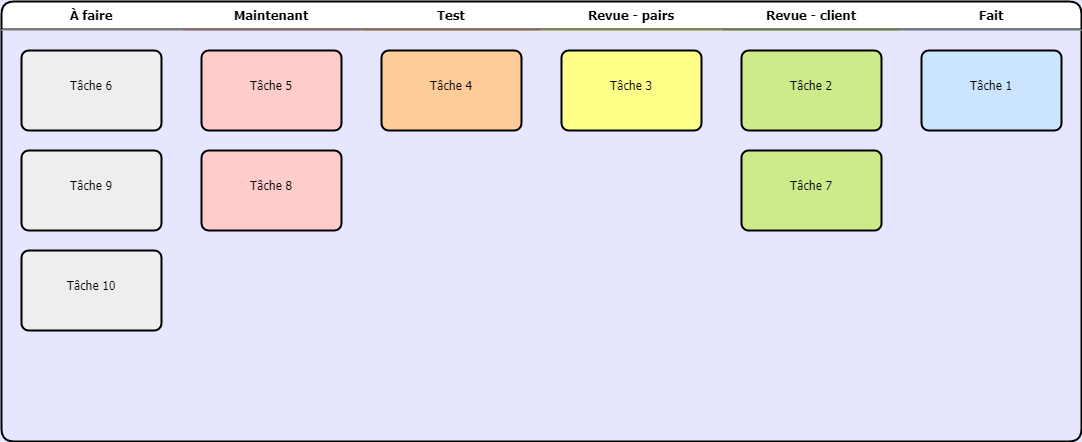 À faire
Maintenant
Test
Revue - pairs
Revue - client
Fait
Tâche 6
Tâche 5
Tâche 4
Tâche 3
Tâche 2
Tâche 1
Tâche 9
Tâche 8
Tâche 7
Tâche 10